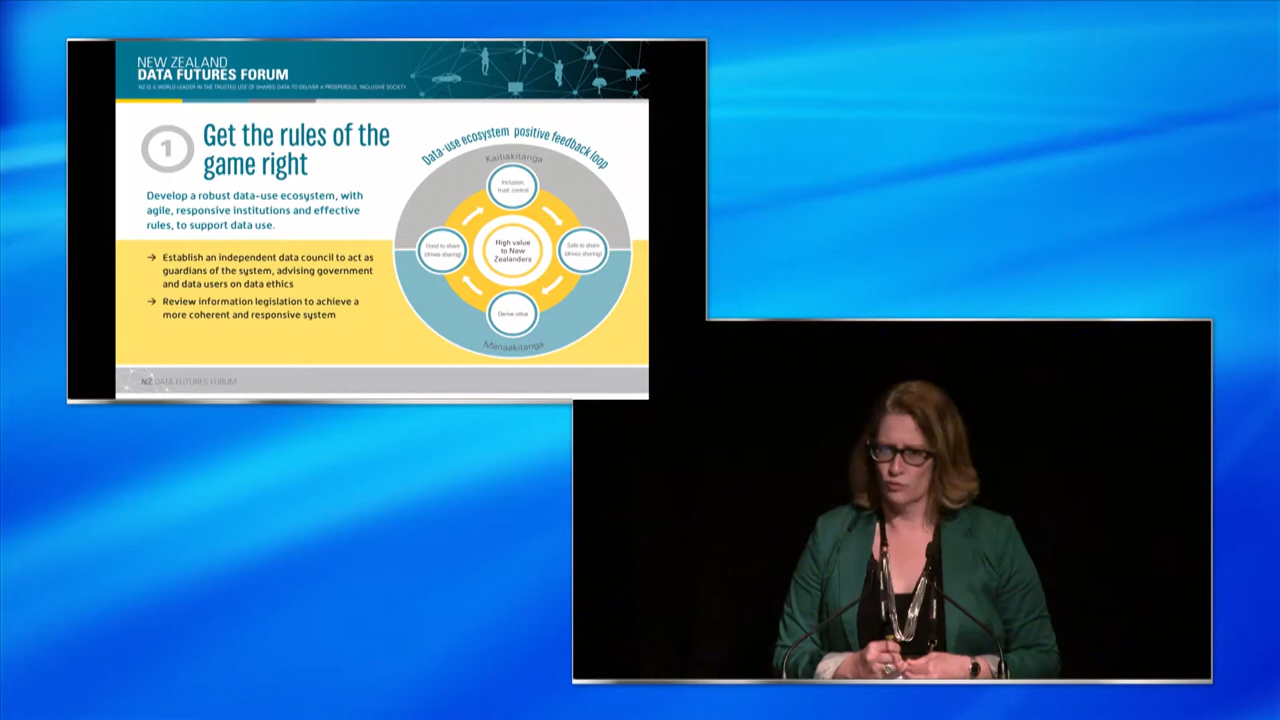 NEW ZEALAND
DATA FUTURES FORUM
NZ IS A WORLD LEADER IN THE TRUSTED USE OF SHARED DATA TO DELIVER A PROSPEROUS, INCLUSIVE SOCIETY
1
Get the rules of the
game right
Develop a robust data-use ecosystem, with
agile, responsive institutions and effective
rules, to support data use.
→ Establish an independent data council to act as
guardians of the system, advising government
and data users on data ethics
→ Review information legislation to achieve a
more coherent and responsive system
Data-use ecosystem positive feedback loop
Kaitiakitanga
Inclusion,
trust, control
Good to share
(drives sharing)
High value
to New
Zealanders
Safe to share
(drives sharing)
Derive value
Manaakitanga
NZ DATA FUTURES FORUM